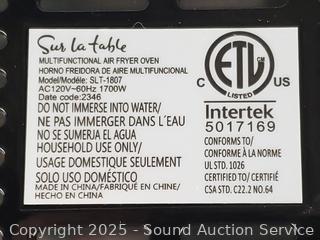 Sur la table
MULTIFUNCTIONAL AIR FRYER OVEN
HORNO FREIDORA DE AIRE MULTIFUNCIONAL
Model/Modelo: SLT-1807
AC120V~60Hz 1700W
Date code:2346
DO NOT IMMERSE INTO WATER/
NE PAS IMMERGER DANS L'EAU
NO SE SUMERJA EL AGUA
HOUSEHOLD USE ONLY/
USAGE DOMESTIQUE SEULEMENT
SOLO USO DOMÉSTICO
MADE IN CHINA/FABRIQUÉ EN CHINE/
HECHO EN CHINA
ETL
CM
C US
LISTED
Intertek
5017169
CONFORMS TO/
CONFORME À LA NORME
UL STD. 1026
CERTIFIED TO/
CERTIFIÉ À
CSA STD. C22.2 NO.64
Copyright 2025 - Sound Auction Service